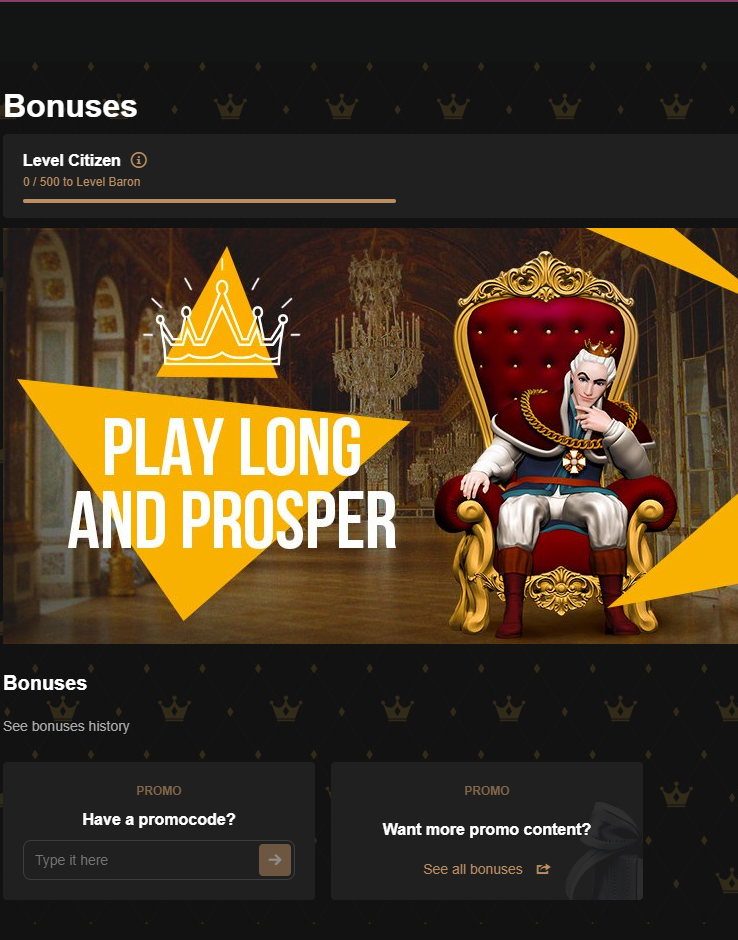 Bonuses
Level Citizen
0 / 500 to Level Baron
PLAY LONG
AND PROSPER
Bonuses
See bonuses history
PROMO
Have a promocode?
Type it here
PROMO
Want more promo content?
See all bonuses